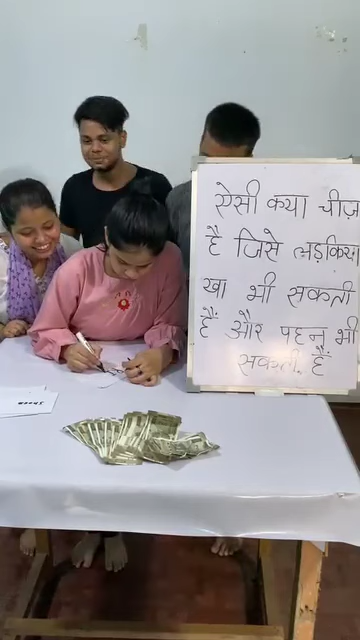 ऐसी क्या चीज़
है जिसे लड़कियां
खा भी सकती
हैं और पहन भी
सकती हैं